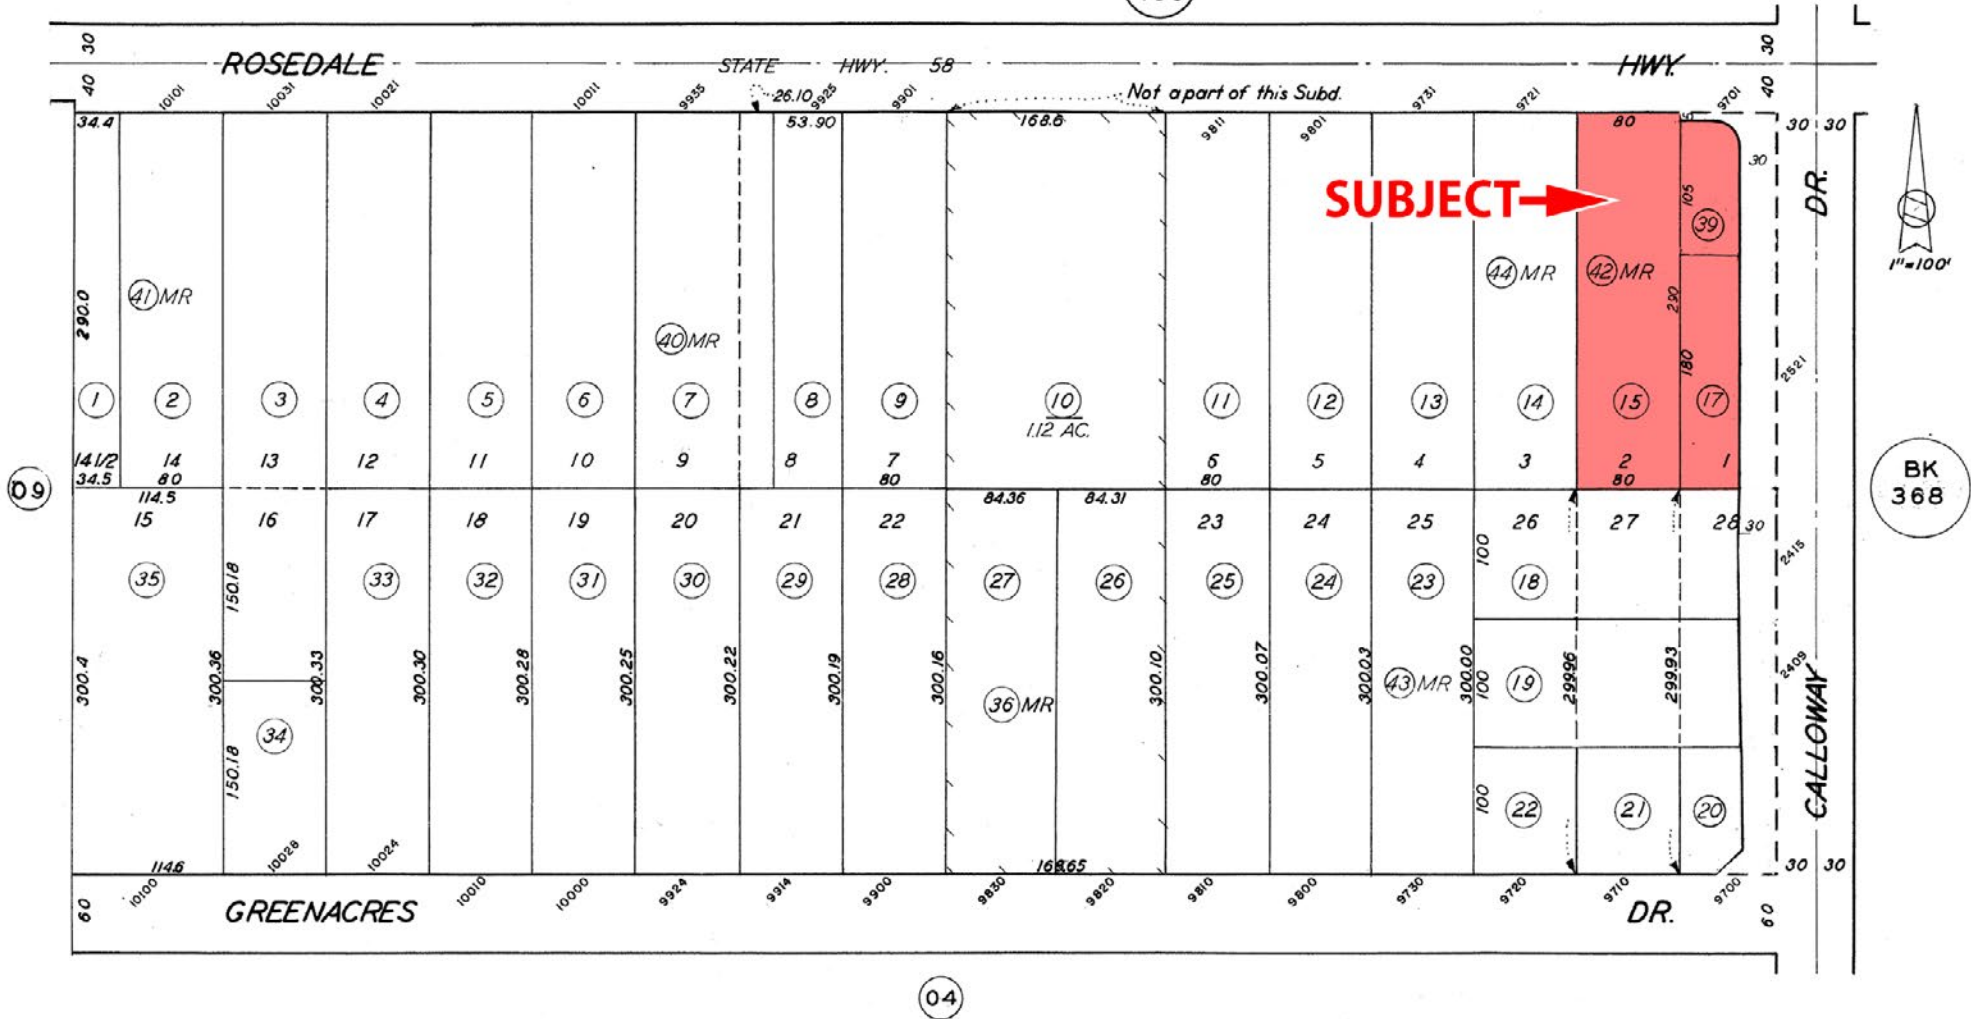 ROSEDALE STATE HWY. 58 HWY.
30 40
30 40
10101 10031 10021 10011 9935 26.10 9925 9901 Not a part of this Subd. 9731 9721 9701
34.4 53.90 168.6 9811 9801 80 5 30 30
30
SUBJECT
105
39
DR.
1"=100'
41 MR 40 MR 44 MR 42 MR
290.0 290 180
2521
1 2 3 4 5 6 7 8 9 10 11 12 13 14 15 17
1.12 AC.
14 1/2 14 13 12 11 10 9 8 7 6 5 4 3 2 1
34.5 80 80 80 80
09
BK
368
114.5 84.36 84.31
15 16 17 18 19 20 21 22 23 24 25 26 27 28 30
2415
150.18 100
35 33 32 31 30 29 28 27 26 25 24 23 18
300.4 300.36 300.33 300.30 300.28 300.25 300.22 300.19 300.16 300.10 300.07 300.03 300.00 299.96 299.93
2409
36 MR 43 MR 100 19
34
150.18
CALLOWAY
100 22 21 20
114.6 10028 10024 168.65 30 30
10100 10010 10000 9924 9914 9900 9830 9820 9810 9800 9730 9720 9710 9700
60 GREENACRES DR. 60
04